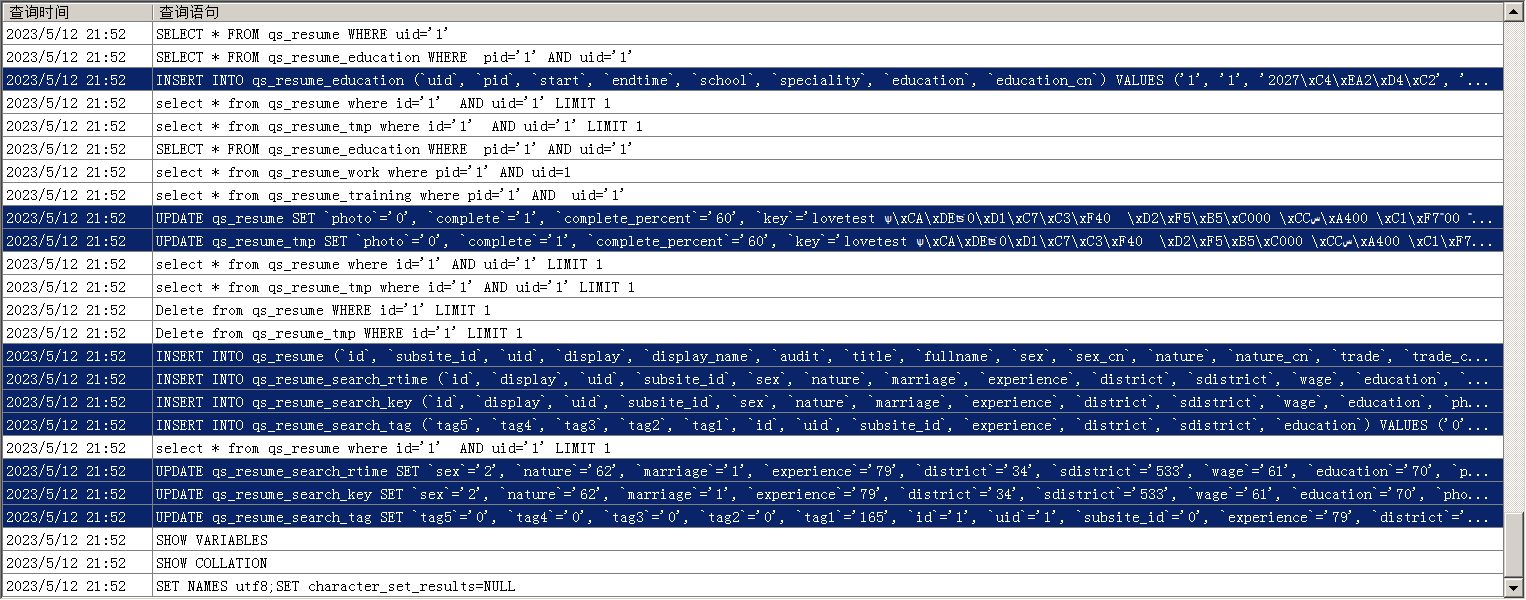 查询时间 查询语句
2023/5/12 21:52 SELECT * FROM qs_resume WHERE uid='1'
2023/5/12 21:52 SELECT * FROM qs_resume_education WHERE  pid='1' AND uid='1'
2023/5/12 21:52 INSERT INTO qs_resume_education (`uid`, `pid`, `start`, `endtime`, `school`, `speciality`, `education`, `education_cn`) VALUES ('1', '1', '2027\xC4\xEA2\xD4\xC2', '...
2023/5/12 21:52 select * from qs_resume where id='1'  AND uid='1' LIMIT 1
2023/5/12 21:52 select * from qs_resume_tmp where id='1'  AND uid='1' LIMIT 1
2023/5/12 21:52 SELECT * FROM qs_resume_education WHERE  pid='1' AND uid='1'
2023/5/12 21:52 select * from qs_resume_work where pid='1' AND uid=1
2023/5/12 21:52 select * from qs_resume_training where pid='1' AND  uid='1'
2023/5/12 21:52 UPDATE qs_resume SET `photo`='0', `complete`='1', `complete_percent`='60', `key`='lovetest \xCA\xDE 0\xD1\xC7\xC3\xF40  \xD2\xF5\xB5\xC000 \xCC \xA400 \xC1\xF7 00 ...
2023/5/12 21:52 UPDATE qs_resume_tmp SET `photo`='0', `complete`='1', `complete_percent`='60', `key`='lovetest \xCA\xDE 0\xD1\xC7\xC3\xF40  \xD2\xF5\xB5\xC000 \xCC \xA400 \xC1\xF7...
2023/5/12 21:52 select * from qs_resume where id='1' AND uid='1' LIMIT 1
2023/5/12 21:52 select * from qs_resume_tmp where id='1' AND uid='1' LIMIT 1
2023/5/12 21:52 Delete from qs_resume WHERE id='1' LIMIT 1
2023/5/12 21:52 Delete from qs_resume_tmp WHERE id='1' LIMIT 1
2023/5/12 21:52 INSERT INTO qs_resume (`id`, `subsite_id`, `uid`, `display`, `display_name`, `audit`, `title`, `fullname`, `sex`, `sex_cn`, `nature`, `nature_cn`, `trade`, `trade_c...
2023/5/12 21:52 INSERT INTO qs_resume_search_rtime (`id`, `display`, `uid`, `subsite_id`, `sex`, `nature`, `marriage`, `experience`, `district`, `sdistrict`, `wage`, `education`, `...
2023/5/12 21:52 INSERT INTO qs_resume_search_key (`id`, `display`, `uid`, `subsite_id`, `sex`, `nature`, `marriage`, `experience`, `district`, `sdistrict`, `wage`, `education`, `ph...
2023/5/12 21:52 INSERT INTO qs_resume_search_tag (`tag5`, `tag4`, `tag3`, `tag2`, `tag1`, `id`, `uid`, `subsite_id`, `experience`, `district`, `sdistrict`, `education`) VALUES ('0'...
2023/5/12 21:52 select * from qs_resume where id='1'  AND uid='1' LIMIT 1
2023/5/12 21:52 UPDATE qs_resume_search_rtime SET `sex`='2', `nature`='62', `marriage`='1', `experience`='79', `district`='34', `sdistrict`='533', `wage`='61', `education`='70', `p...
2023/5/12 21:52 UPDATE qs_resume_search_key SET `sex`='2', `nature`='62', `marriage`='1', `experience`='79', `district`='34', `sdistrict`='533', `wage`='61', `education`='70', `pho...
2023/5/12 21:52 UPDATE qs_resume_search_tag SET `tag5`='0', `tag4`='0', `tag3`='0', `tag2`='0', `tag1`='165', `id`='1', `uid`='1', `subsite_id`='0', `experience`='79', `district`='...
2023/5/12 21:52 SHOW VARIABLES
2023/5/12 21:52 SHOW COLLATION
2023/5/12 21:52 SET NAMES utf8;SET character_set_results=NULL